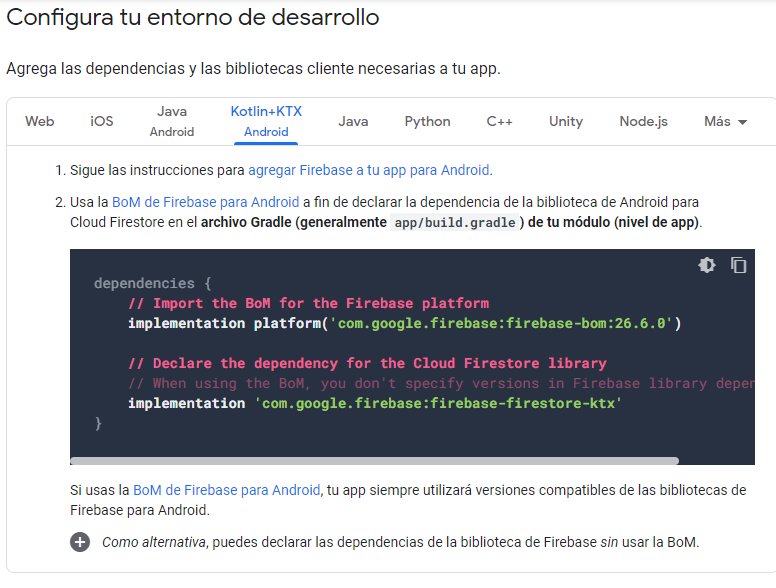 Configura tu entorno de desarrollo
Agrega las dependencias y las bibliotecas cliente necesarias a tu app.
Web iOS Java Android Kotlin+KTX Android Java Python C++ Unity Node.js Más
1. Sigue las instrucciones para agregar Firebase a tu app para Android.
2. Usa la BoM de Firebase para Android a fin de declarar la dependencia de la biblioteca de Android para
Cloud Firestore en el archivo Gradle (generalmente app/build.gradle) de tu módulo (nivel de app).
dependencies {
// Import the BoM for the Firebase platform
implementation platform('com.google.firebase:firebase-bom:26.6.0')
// Declare the dependency for the Cloud Firestore library
// When using the BoM, you don't specify versions in Firebase library deper
implementation 'com.google.firebase:firebase-firestore-ktx'
}
Si usas la BoM de Firebase para Android, tu app siempre utilizará versiones compatibles de las bibliotecas de
Firebase para Android.
Como alternativa, puedes declarar las dependencias de la biblioteca de Firebase sin usar la BoM.